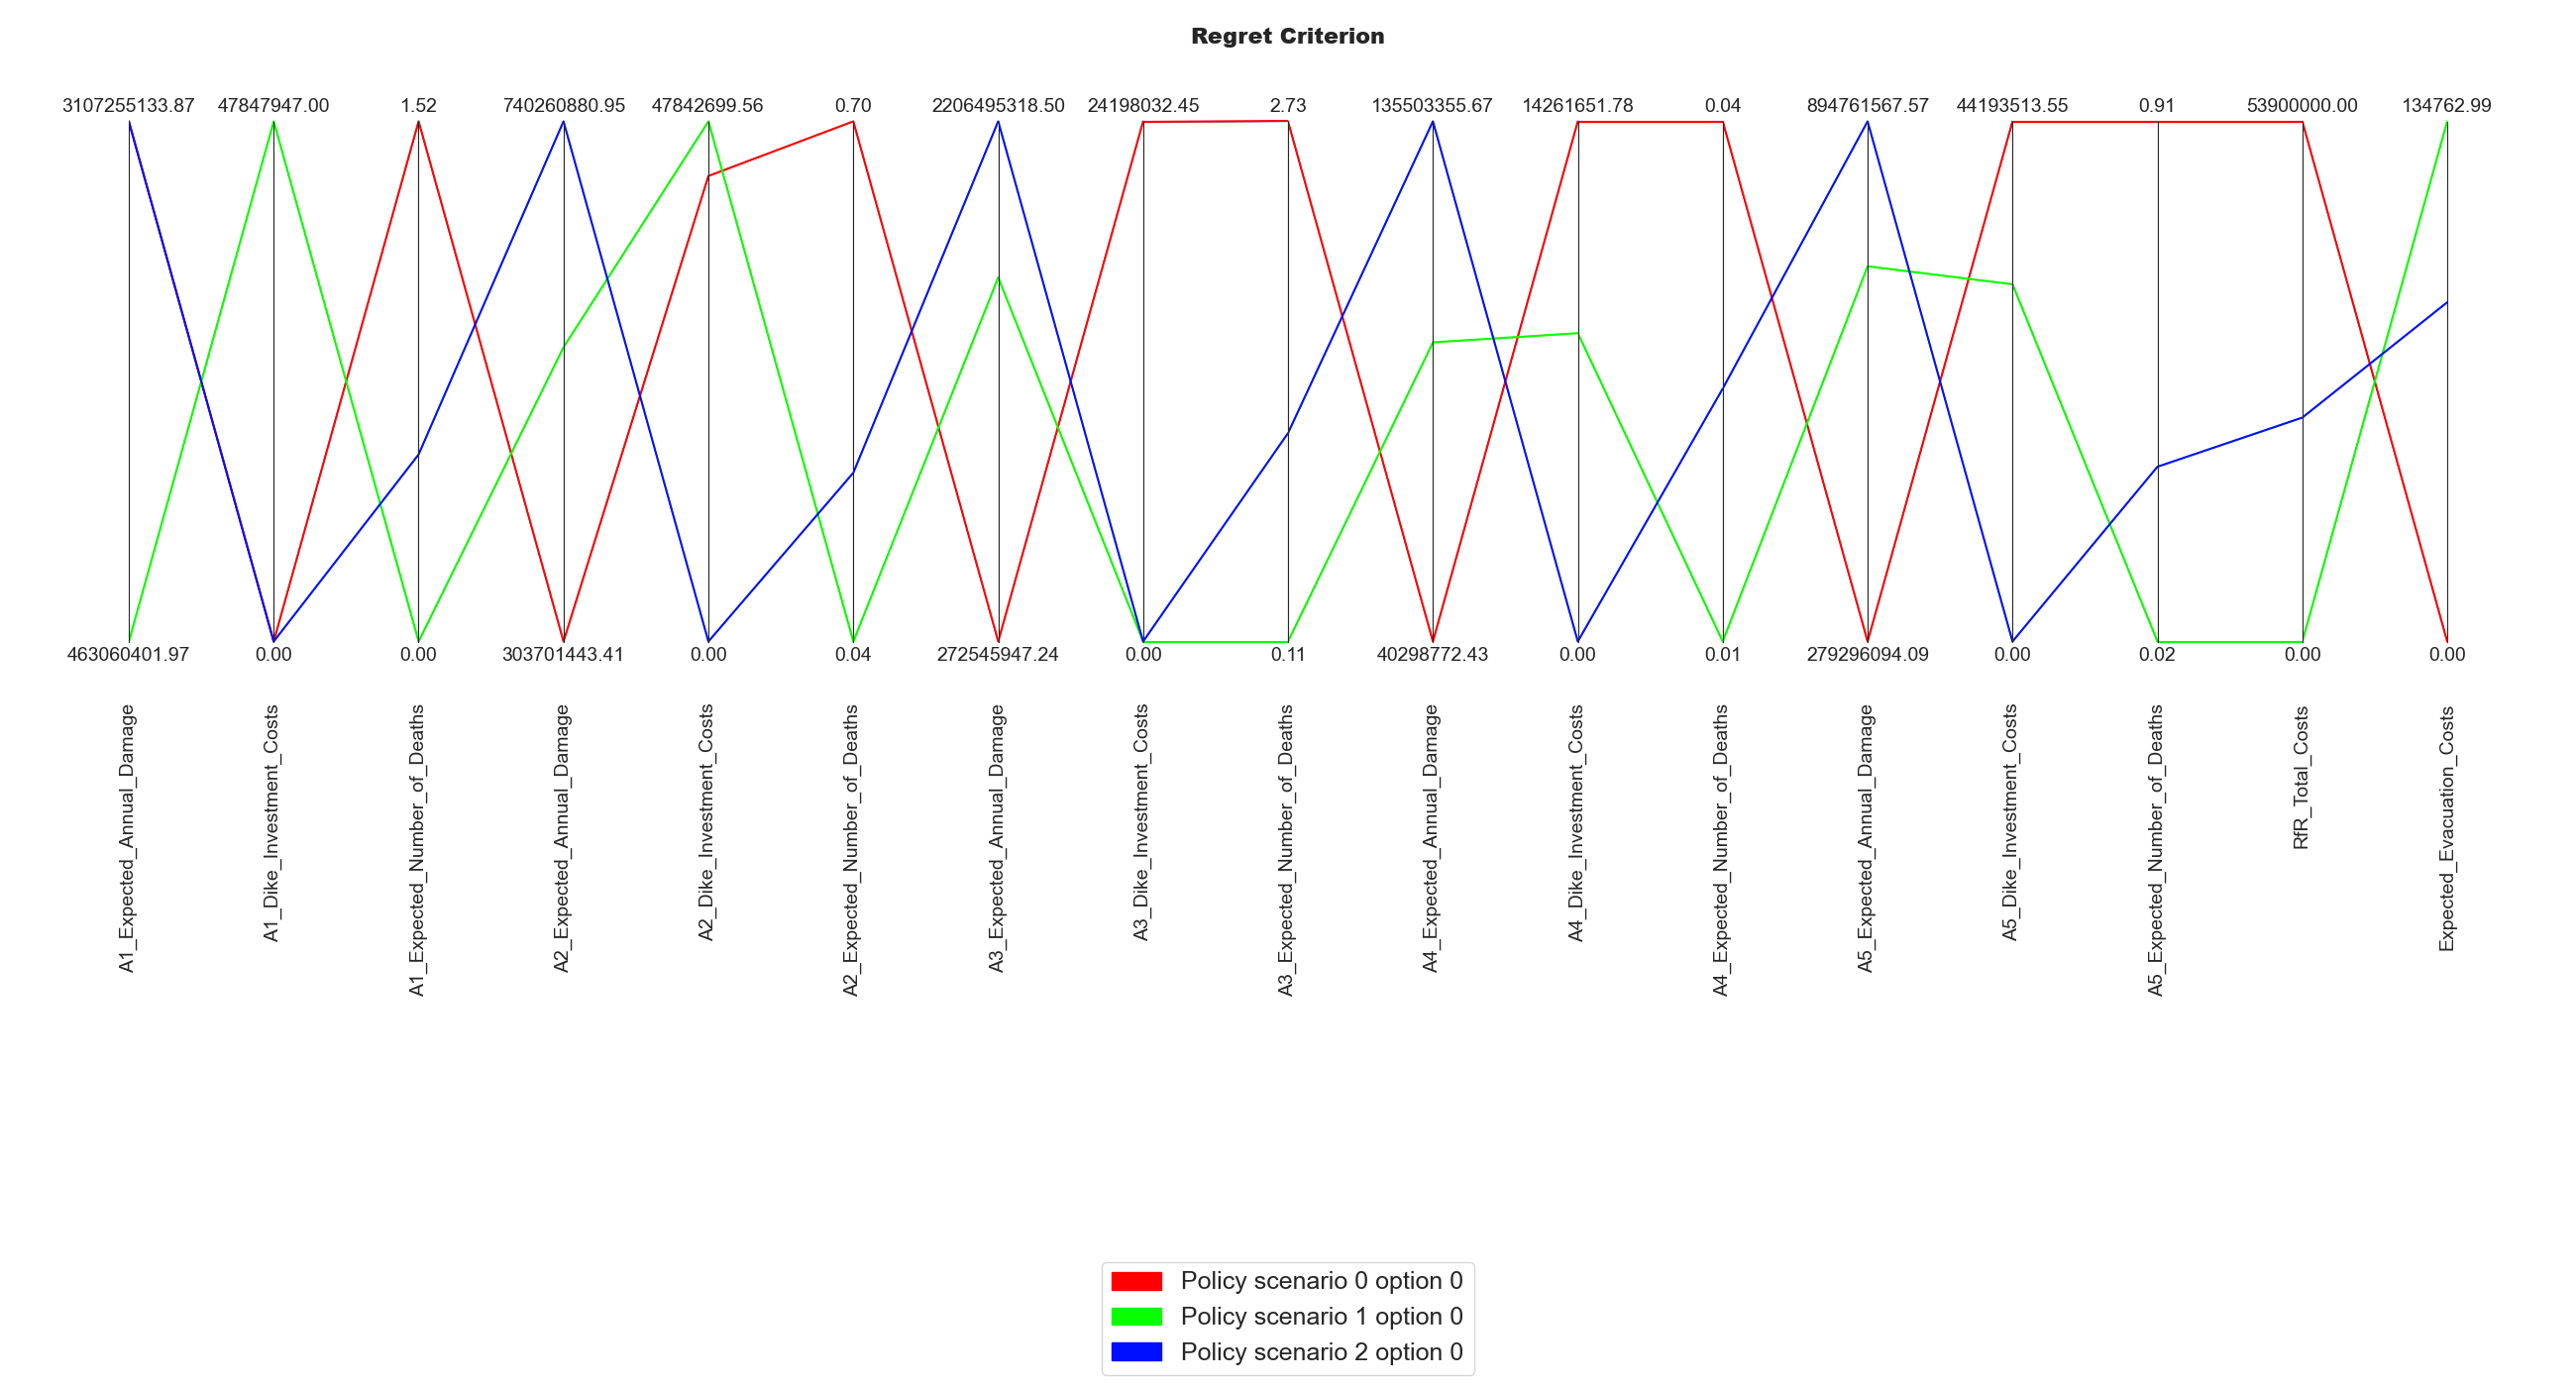 Regret Criterion
3107255133.87 47847947.00 1.52 740260880.95 47842699.56 0.70 2206495318.50 24198032.45 2.73 135503355.67 14261651.78 0.04 894761567.57 44193513.55 0.91 53900000.00 134762.99
463060401.97 0.00 0.00 303701443.41 0.00 0.04 272545947.24 0.00 0.11 40298772.43 0.00 0.01 279296094.09 0.00 0.02 0.00 0.00
A1_Expected_Annual_Damage
A1_Dike_Investment_Costs
A1_Expected_Number_of_Deaths
A2_Expected_Annual_Damage
A2_Dike_Investment_Costs
A2_Expected_Number_of_Deaths
A3_Expected_Annual_Damage
A3_Dike_Investment_Costs
A3_Expected_Number_of_Deaths
A4_Expected_Annual_Damage
A4_Dike_Investment_Costs
A4_Expected_Number_of_Deaths
A5_Expected_Annual_Damage
A5_Dike_Investment_Costs
A5_Expected_Number_of_Deaths
RfR_Total_Costs
Expected_Evacuation_Costs
Policy scenario 0 option 0
Policy scenario 1 option 0
Policy scenario 2 option 0